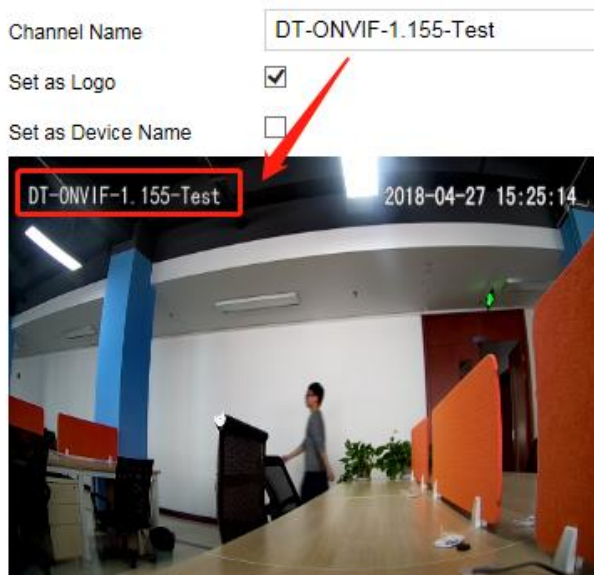 Channel Name
DT-ONVIF-1.155-Test
Set as Logo
Set as Device Name
DT-ONVIF-1.155-Test
2018-04-27 15:25:14